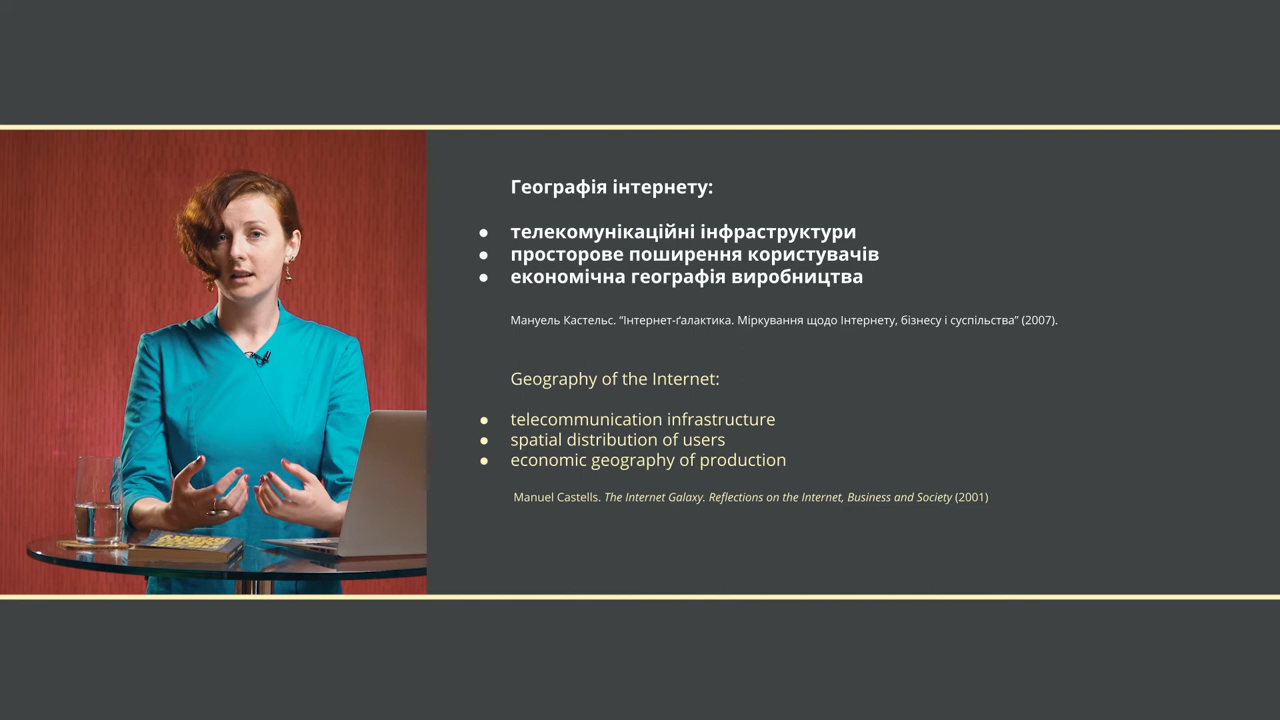 Географія інтернету:
● телекомунікаційні інфраструктури
● просторове поширення користувачів
● економічна географія виробництва
Мануель Кастельс. “Інтернет-ґалактика. Міркування щодо Інтернету, бізнесу і суспільства” (2007).
Geography of the Internet:
● telecommunication infrastructure
● spatial distribution of users
● economic geography of production
Manuel Castells. The Internet Galaxy. Reflections on the Internet, Business and Society (2001)